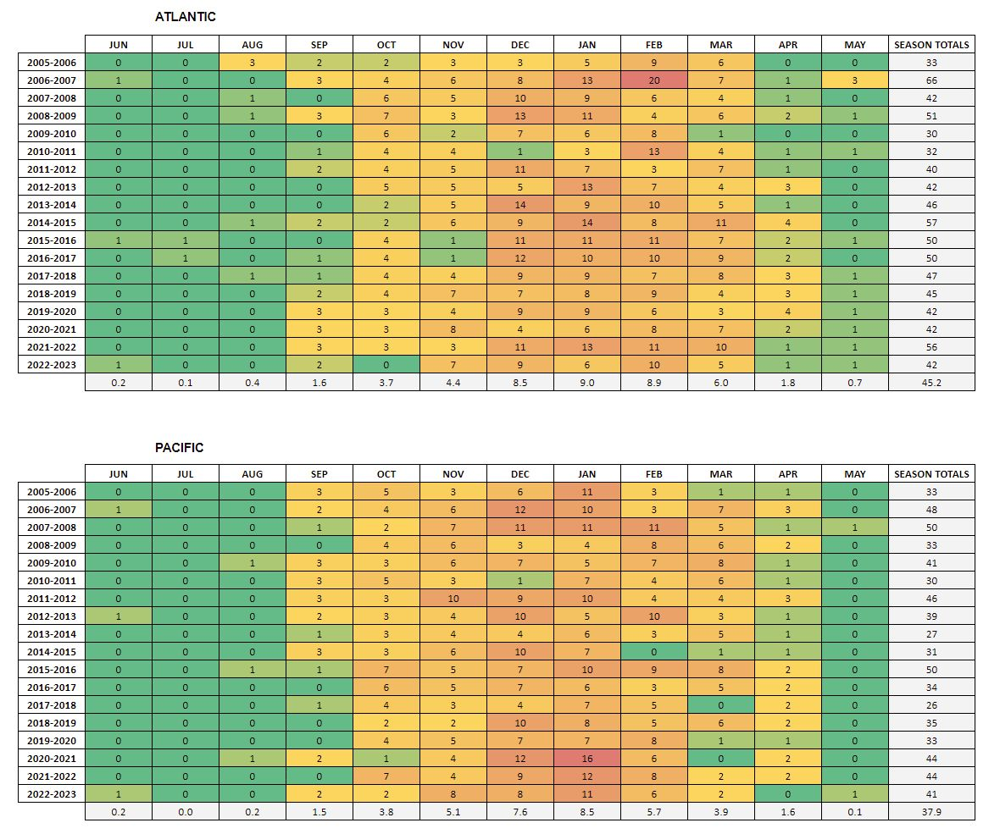 ATLANTIC
JUN JUL AUG SEP OCT NOV DEC JAN FEB MAR APR MAY SEASON TOTALS
2005-2006 0 0 3 2 2 3 3 5 9 6 0 0 33
2006-2007 1 0 0 3 4 6 8 13 20 7 1 3 66
2007-2008 0 0 1 0 6 5 10 9 6 4 1 0 42
2008-2009 0 0 1 3 7 3 13 11 4 6 2 1 51
2009-2010 0 0 0 0 6 2 7 6 8 1 0 0 30
2010-2011 0 0 0 1 4 4 1 3 13 4 1 1 32
2011-2012 0 0 0 2 4 5 11 7 3 7 1 0 40
2012-2013 0 0 0 0 5 5 5 13 7 4 3 0 42
2013-2014 0 0 0 0 2 5 14 9 10 5 1 0 46
2014-2015 0 0 1 2 2 6 9 14 8 11 4 0 57
2015-2016 1 1 0 0 4 1 11 11 11 7 2 1 50
2016-2017 0 1 0 1 4 1 12 10 10 9 2 0 50
2017-2018 0 0 1 1 4 4 9 9 7 8 3 1 47
2018-2019 0 0 0 2 4 7 7 8 9 4 3 1 45
2019-2020 0 0 0 3 3 4 9 9 6 3 4 1 42
2020-2021 0 0 0 3 3 8 4 6 8 7 2 1 42
2021-2022 0 0 0 3 3 3 11 13 11 10 1 1 56
2022-2023 1 0 0 2 0 7 9 6 10 5 1 1 42
0.2 0.1 0.4 1.6 3.7 4.4 8.5 9.0 8.9 6.0 1.8 0.7 45.2
PACIFIC
JUN JUL AUG SEP OCT NOV DEC JAN FEB MAR APR MAY SEASON TOTALS
2005-2006 0 0 0 3 5 3 6 11 3 1 1 0 33
2006-2007 1 0 0 2 4 6 12 10 3 7 3 0 48
2007-2008 0 0 0 1 2 7 11 11 11 5 1 1 50
2008-2009 0 0 0 0 4 6 3 4 8 6 2 0 33
2009-2010 0 0 1 3 3 6 7 5 7 8 1 0 41
2010-2011 0 0 0 3 5 3 1 7 4 6 1 0 30
2011-2012 0 0 0 3 3 10 9 10 4 4 3 0 46
2012-2013 1 0 0 2 3 4 10 5 10 3 1 0 39
2013-2014 0 0 0 1 3 4 4 6 3 5 1 0 27
2014-2015 0 0 0 3 3 6 10 7 0 1 1 0 31
2015-2016 0 0 1 1 7 5 7 10 9 8 2 0 50
2016-2017 0 0 0 0 6 5 7 6 3 5 2 0 34
2017-2018 0 0 0 1 4 3 4 7 5 0 2 0 26
2018-2019 0 0 0 0 2 2 10 8 5 6 2 0 35
2019-2020 0 0 0 0 4 5 7 7 8 1 1 0 33
2020-2021 0 0 1 2 1 4 12 16 6 0 2 0 44
2021-2022 0 0 0 0 7 4 9 12 8 2 2 0 44
2022-2023 1 0 0 2 2 8 8 11 6 2 0 1 41
0.2 0.0 0.2 1.5 3.8 5.1 7.6 8.5 5.7 3.9 1.6 0.1 37.9